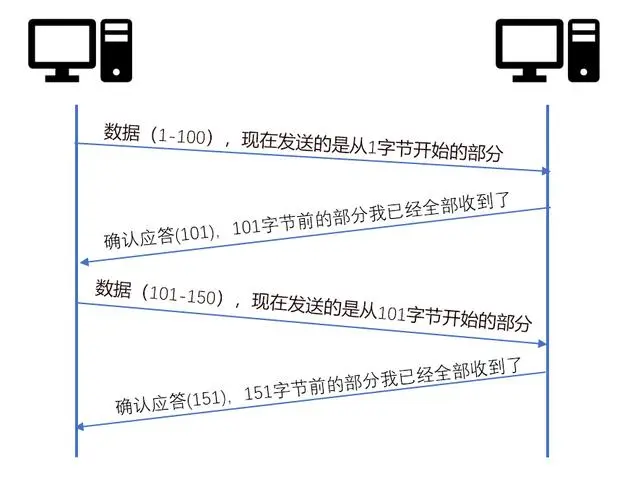 数据（1-100），现在发送的是从1字节开始的部分
确认应答(101)，101字节前的部分我已经全部收到了
数据（101-150），现在发送的是从101字节开始的部分
确认应答(151)，151字节前的部分我已经全部收到了